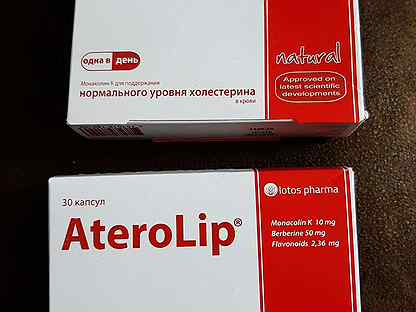 одна в день
natural
Монаколин К для поддержания
нормального уровня холестерина
в крови
Approved on
latest scientific
developments
30 капсул
AteroLip®
lotos pharma
Monacolin K 10 mg
Berberine 50 mg
Flavonoids 2,36 mg